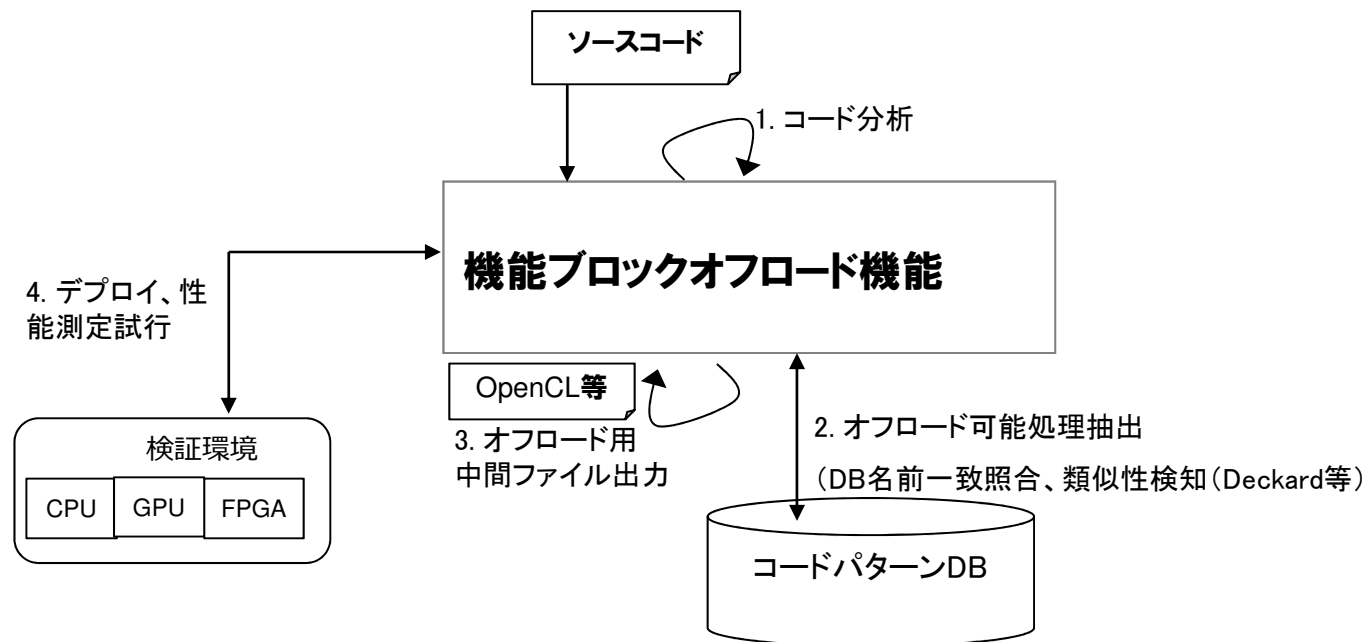 ソースコード
1. コード分析
機能ブロックオフロード機能
4. デプロイ、性
能測定試行
OpenCL等
3. オフロード用
中間ファイル出力
2. オフロード可能処理抽出
（DB名前一致照合、類似性検知（Deckard等）
検証環境
CPU
GPU
FPGA
コードパターンDB